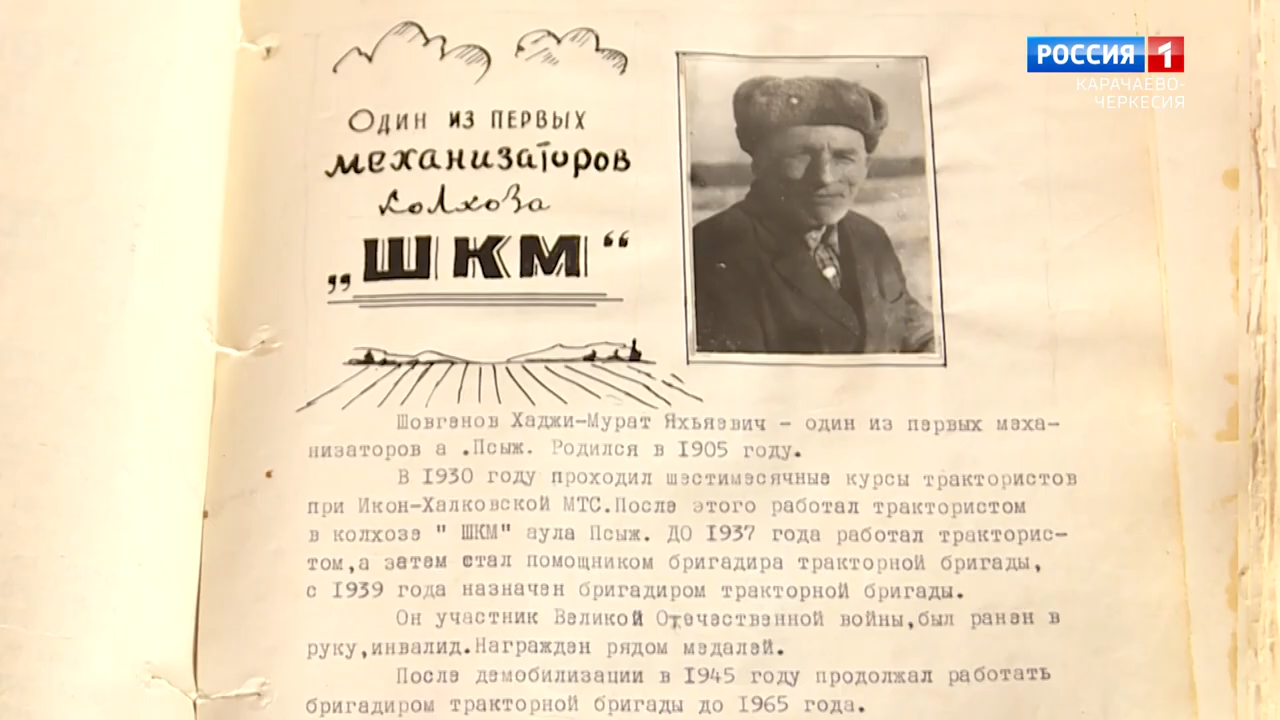 РОССИЯ 1
КАРАЧАЕВО-
ЧЕРКЕСИЯ
Один из первых
механизаторов
колхоза
„ШКМ“
Шовгенов Хаджи-Мурат Яхьяевич - один из первых меха-
низаторов а .Псыж. Родился в 1905 году.
В 1930 году проходил шестимесячные курсы трактористов
при Икон-Халковской МТС.После этого работал трактористом
в колхозе " ШКМ" аула Псыж. ДО 1937 года работал тракторис-
том,а затем стал помощником бригадира тракторной бригады,
с 1939 года назначен бригадиром тракторной бригады.
Он участник Великой Отечественной войны,был ранен в
руку,инвалид.Награжден рядом медалей.
После демобилизации в 1945 году продолжал работать
бригадиром тракторной бригады до 1965 года.